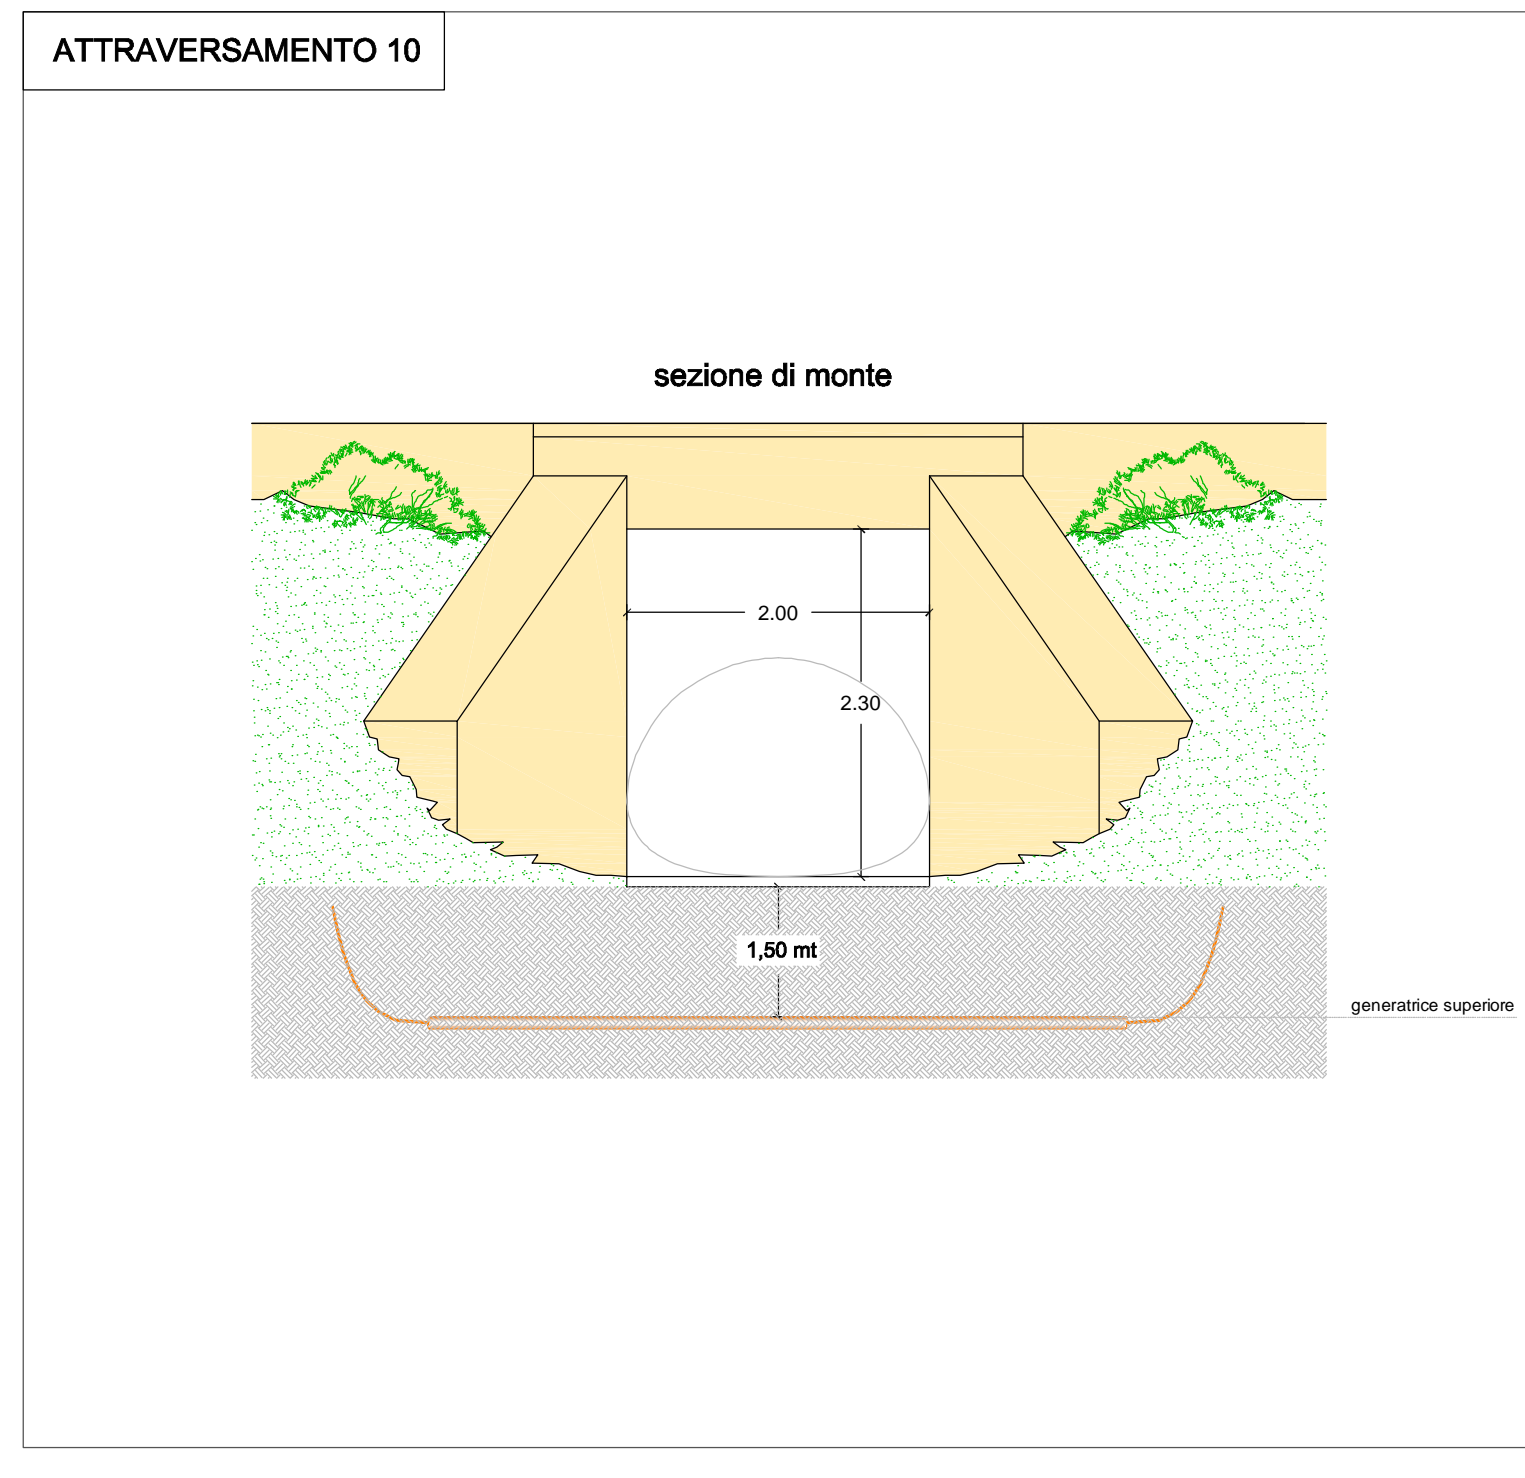 ATTRAVERSAMENTO 10
sezione di monte
2.00
2.30
1,50 mt
generatrice superiore